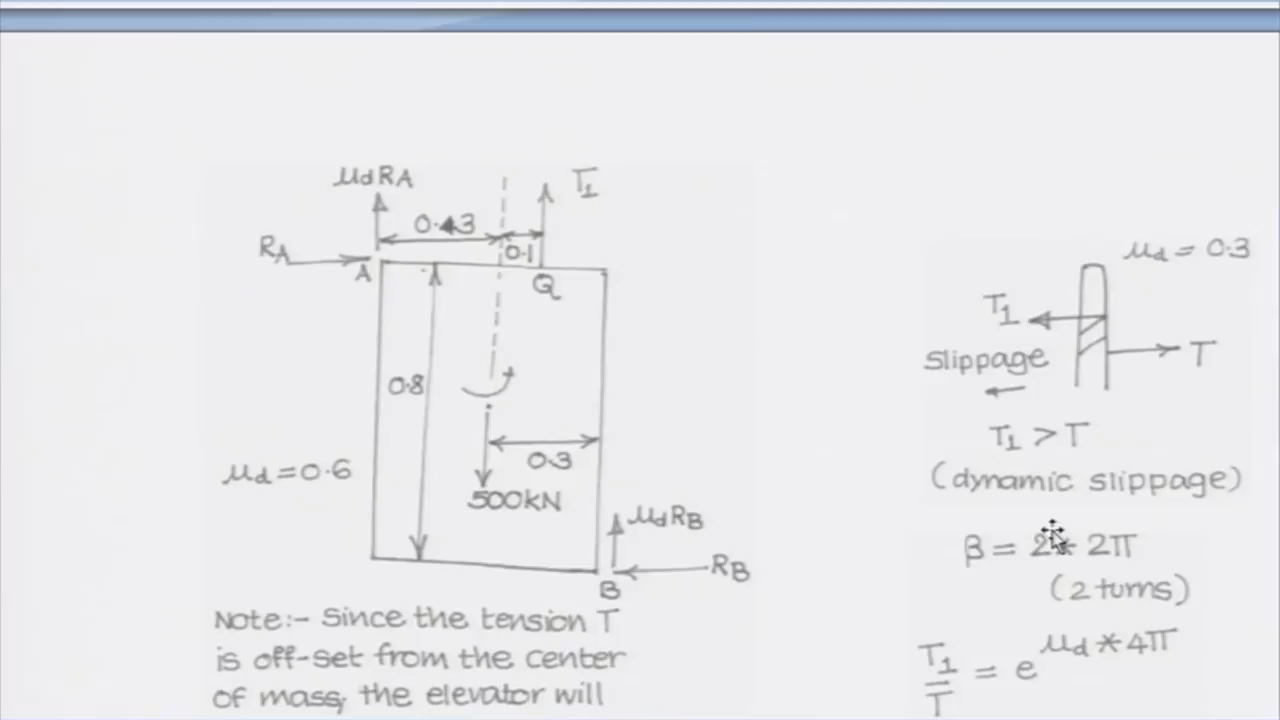 μdRA
T1
0.43
RA
0.1
A
Q
0.8
0.3
μd = 0.6
500kN
μdRB
RB
B
Note:- Since the tension T
is off-set from the center
of mass, the elevator will
μd = 0.3
T1
T
Slippage
T1 > T
(dynamic slippage)
β = 2* 2π
(2 turns)
T1/T = e^μd*4π